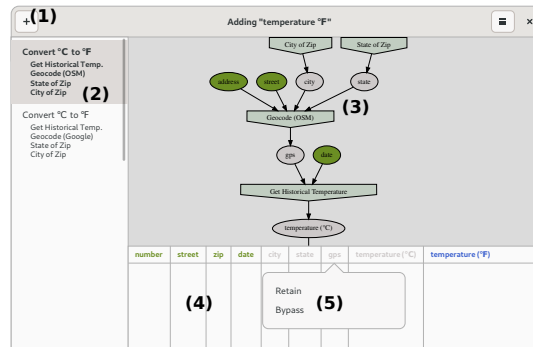 + (1)
Adding "temperature °F"
Convert °C to °F
Get Historical Temp.
Geocode (OSM)
State of Zip
City of Zip
(2)
Convert °C to °F
Get Historical Temp.
Geocode (Google)
State of Zip
City of Zip
City of Zip State of Zip
address street city state
(3)
Geocode (OSM)
gps date
Get Historical Temperature
temperature (°C)
number street zip date city state gps temperature (°C) temperature (°F)
(4)
Retain
Bypass
(5)